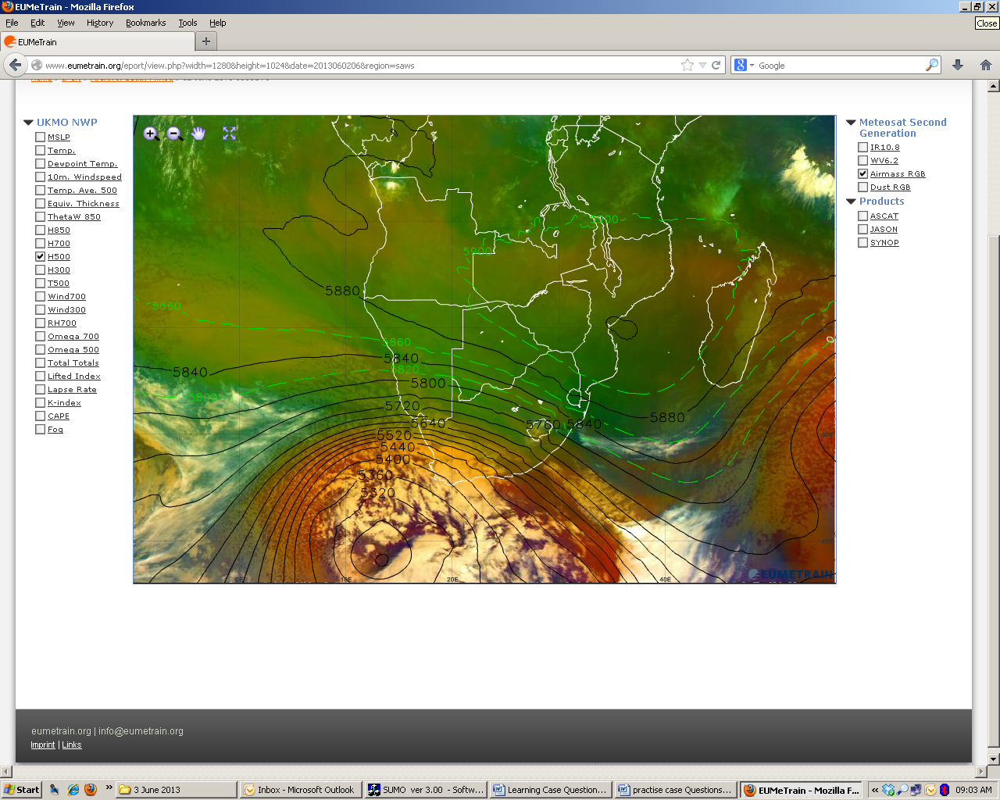 EUMeTrain - Mozilla Firefox
File Edit View History Bookmarks Tools Help
Close
EUMeTrain
www.eumetrain.org/eport/view.php?width=1280&height=1024&date=2013060206&region=saws
Google
UKMO NWP
MSLP
Temp.
Dewpoint Temp.
10m. Windspeed
Temp. Ave. 500
Equiv. Thickness
ThetaW 850
H850
H700
H500
H300
T500
Wind700
Wind300
RH700
Omega 700
Omega 500
Total Totals
Lifted Index
Lapse Rate
K-index
CAPE
Fog
5900
5900
5880
5860
5860
5840
5840
5820
5820
5800
5720
5640
5760
5840
5880
5520
5440
5400
5360
5320
20E
40E
EUMETRAIN
Meteosat Second
Generation
IR10.8
WV6.2
Airmass RGB
Dust RGB
Products
ASCAT
JASON
SYNOP
eumetrain.org | info@eumetrain.org
Imprint | Links
Start
3 June 2013
Inbox - Microsoft Outlook
SUMO ver 3.00 - Softw...
Learning Case Question...
practise case Questions...
EUMeTrain - Mozilla F...
09:03 AM